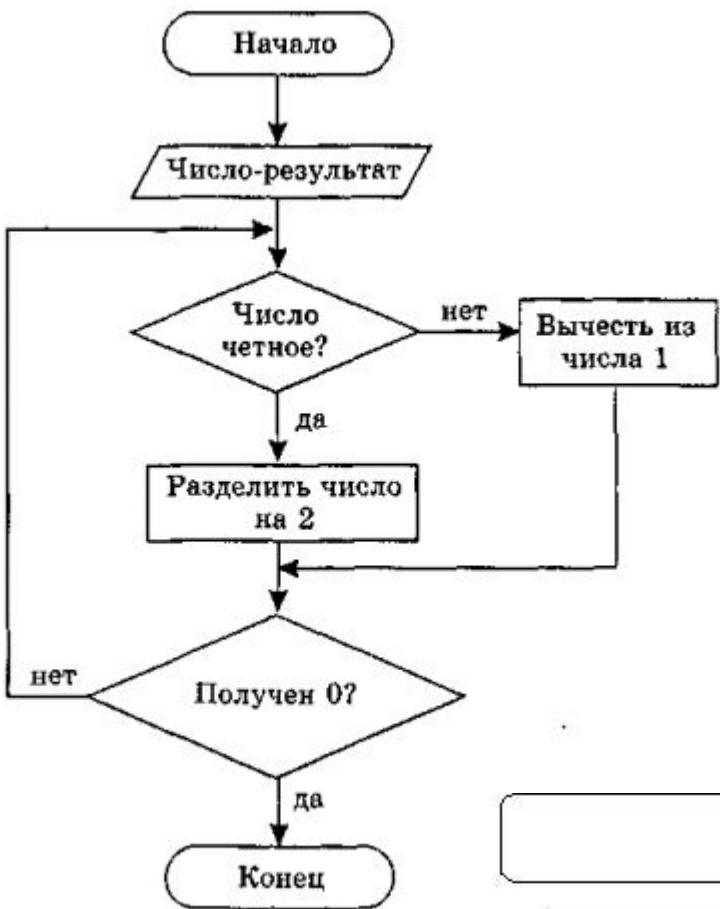 Начало
Число-результат
Число
четное?
нет
Вычесть из
числа 1
да
Разделить число
на 2
нет
Получен 0?
да
Конец